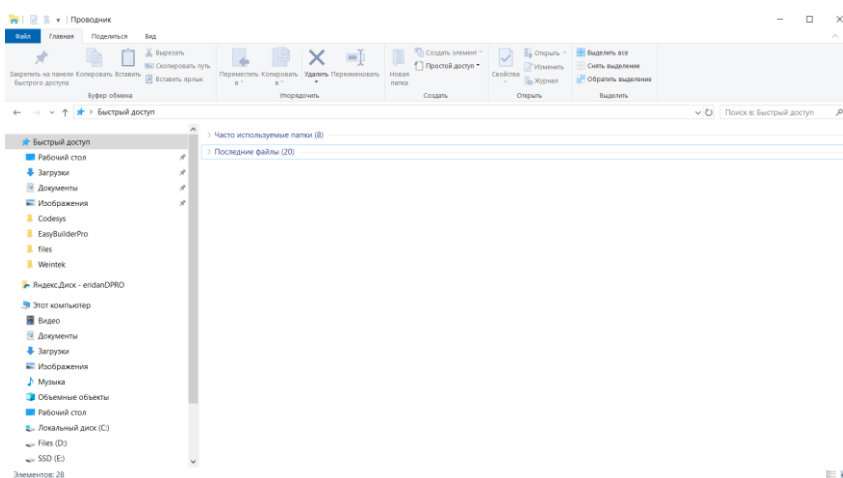 Проводник
Файл Главная Поделиться Вид
Закрепить на панели быстрого доступа
Копировать
Вставить
Вырезать
Скопировать путь
Вставить ярлык
Буфер обмена
Переместить в
Копировать в
Удалить
Переименовать
Упорядочить
Новая папка
Создать элемент
Простой доступ
Создать
Свойства
Открыть
Изменить
Журнал
Открыть
Выделить все
Снять выделение
Обратить выделение
Выделить
Быстрый доступ
Поиск в: Быстрый доступ
Быстрый доступ
Рабочий стол
Загрузки
Документы
Изображения
Codesys
EasyBuilderPro
files
Weintek
Яндекс.Диск - eridanDPRO
Этот компьютер
Видео
Документы
Загрузки
Изображения
Музыка
Объемные объекты
Рабочий стол
Локальный диск (C:)
Files (D:)
SSD (E:)
Часто используемые папки (8)
Последние файлы (20)
Элементов: 28